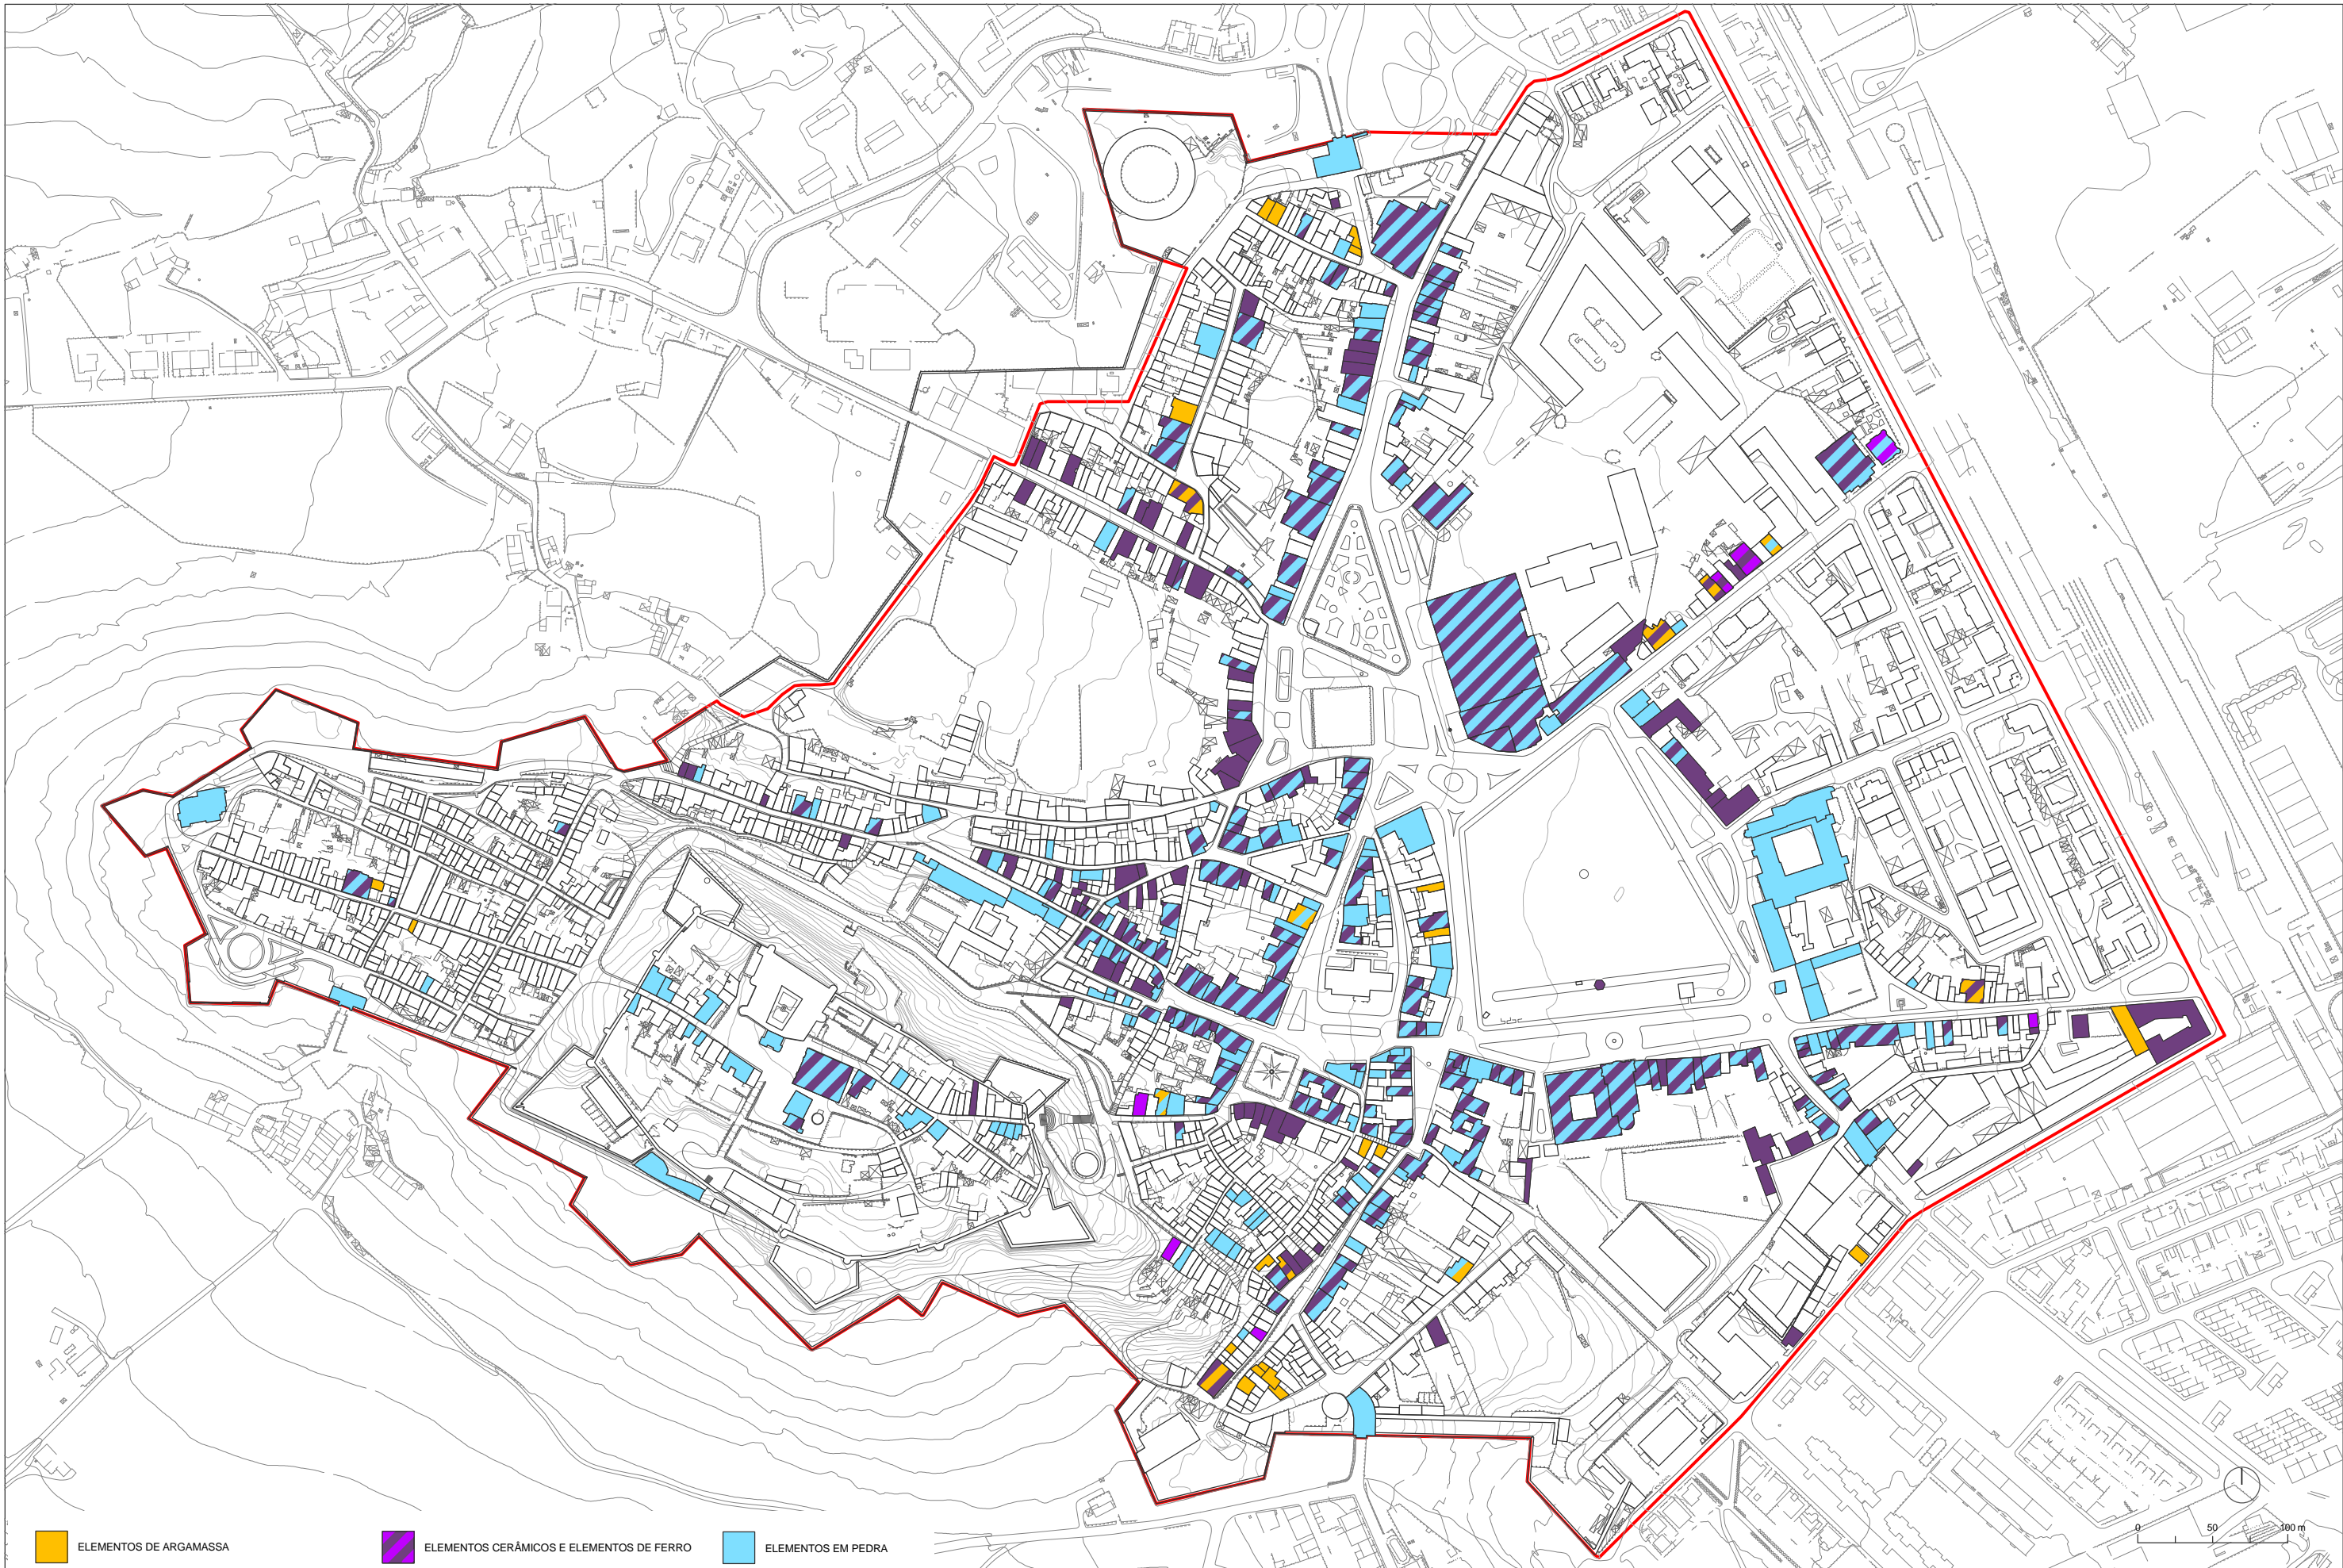 ELEMENTOS DE ARGAMASSA
ELEMENTOS CERÂMICOS E ELEMENTOS DE FERRO
ELEMENTOS EM PEDRA
0 50 100 m